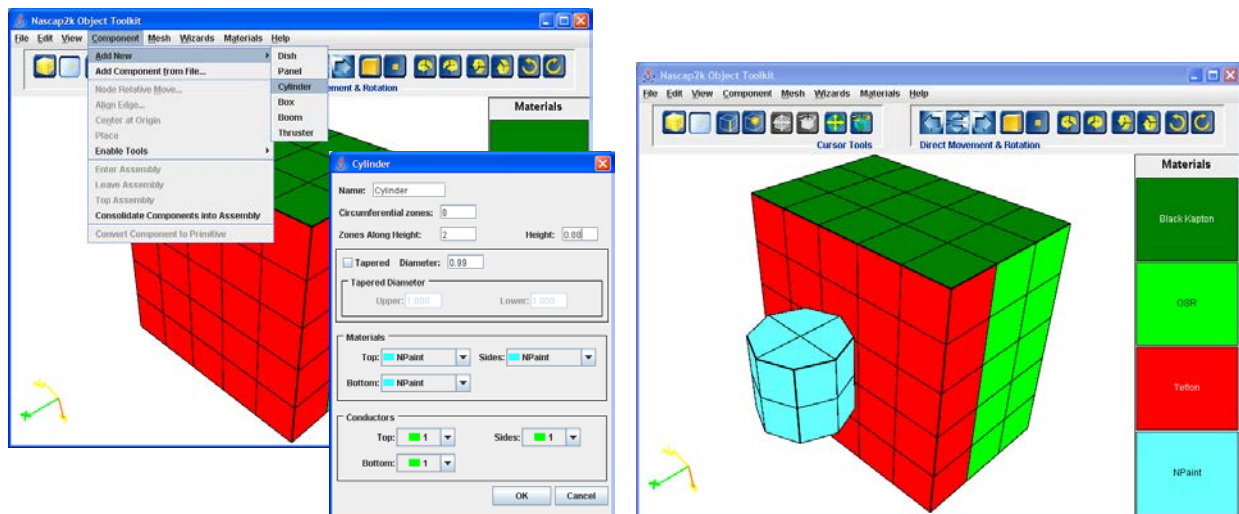 Nascap2k Object Toolkit
File Edit View Component Mesh Wizards Materials Help
Add New
Add Component from File...
Node Relative Move...
Align Edge...
Center at Origin
Place
Enable Tools
Enter Assembly
Leave Assembly
Top Assembly
Consolidate Components into Assembly
Convert Component to Primitive
Dish
Panel
Cylinder
Box
Boom
Thruster
ement & Rotation
Materials
Cylinder
Name: Cylinder
Circumferential zones: 8
Zones Along Height: 2 Height: 0.88
Tapered Diameter: 0.99
Tapered Diameter
Upper: 1.000 Lower: 1.000
Materials
Top: NPaint Sides: NPaint
Bottom: NPaint
Conductors
Top: 1 Sides: 1
Bottom: 1
OK Cancel
Nascap2k Object Toolkit
File Edit View Component Mesh Wizards Materials Help
Cursor Tools Direct Movement & Rotation
Materials
Black Kapton
OSR
Teflon
NPaint